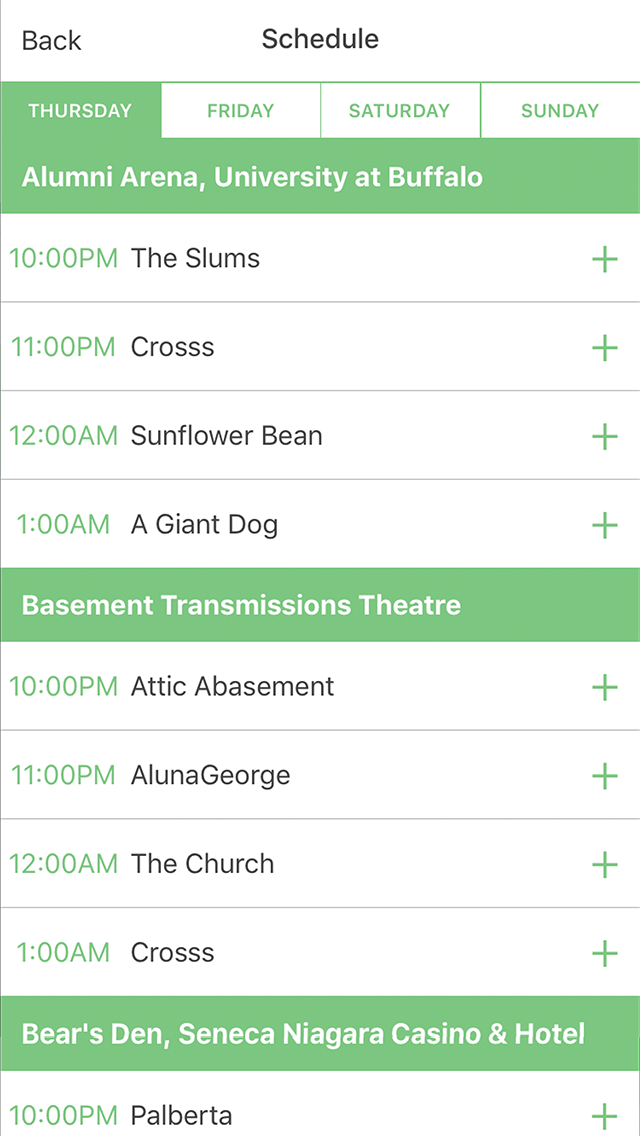 Back Schedule
THURSDAY FRIDAY SATURDAY SUNDAY
Alumni Arena, University at Buffalo
10:00PM The Slums +
11:00PM Crosss +
12:00AM Sunflower Bean +
1:00AM A Giant Dog +
Basement Transmissions Theatre
10:00PM Attic Abasement +
11:00PM AlunaGeorge +
12:00AM The Church +
1:00AM Crosss +
Bear's Den, Seneca Niagara Casino & Hotel
10:00PM Palberta +